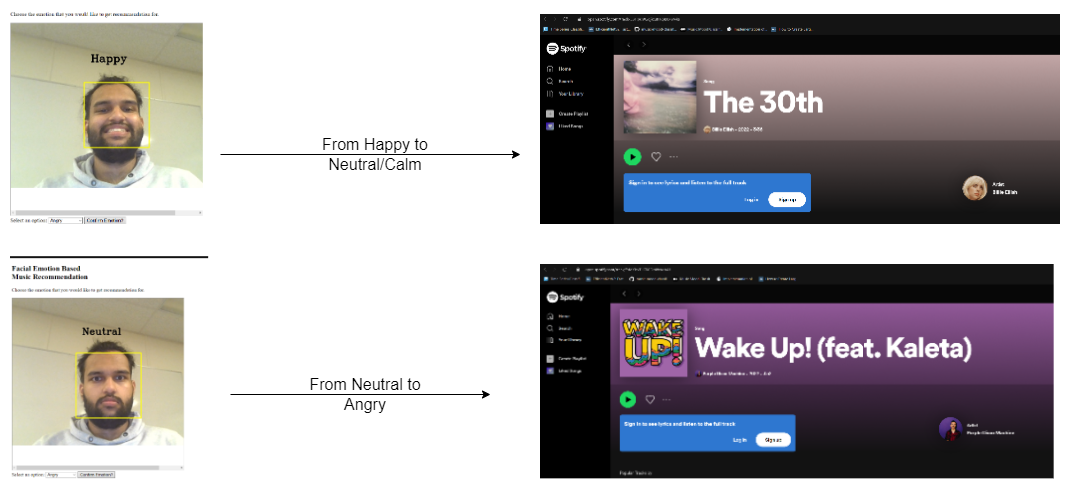 Choose the emotion that you would like to get recommendations for.
Happy
Select an option: Angry Confirm Emotion!!
From Happy to
Neutral/Calm
Spotify
Home
Search
Your Library
Create Playlist
Liked Songs
Song
The 30th
Billie Eilish • 2022 •
Sign in to see lyrics and listen to the full track
Log in
Sign up
Artist
Billie Eilish
Facial Emotion Based
Music Recommendation
Choose the emotion that you would like to get recommendations for.
Neutral
Select an option: Angry Confirm Emotion!!
From Neutral to
Angry
Spotify
Home
Search
Your Library
Create Playlist
Liked Songs
WAKE
UP!
Song
Wake Up! (feat. Kaleta)
Purple Disco Machine
Sign in to see lyrics and listen to the full track
Log in
Sign up
Artist
Purple Disco Machine
Popular Tracks by